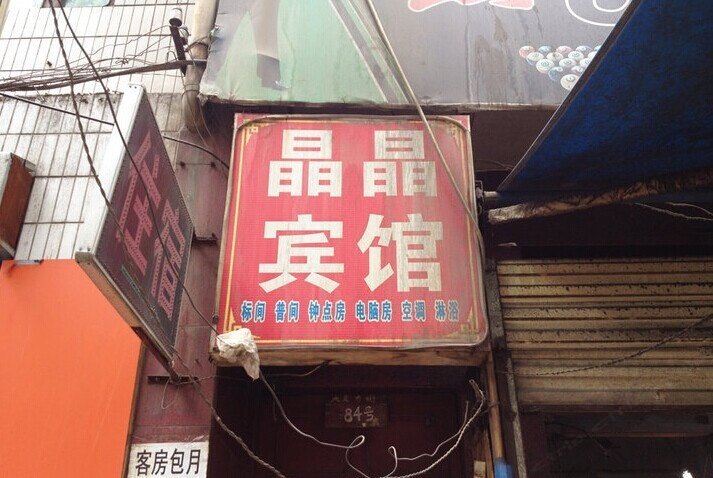 晶晶
宾馆
标间 普间 钟点房 电脑房 空调 淋浴
84号
客房包月